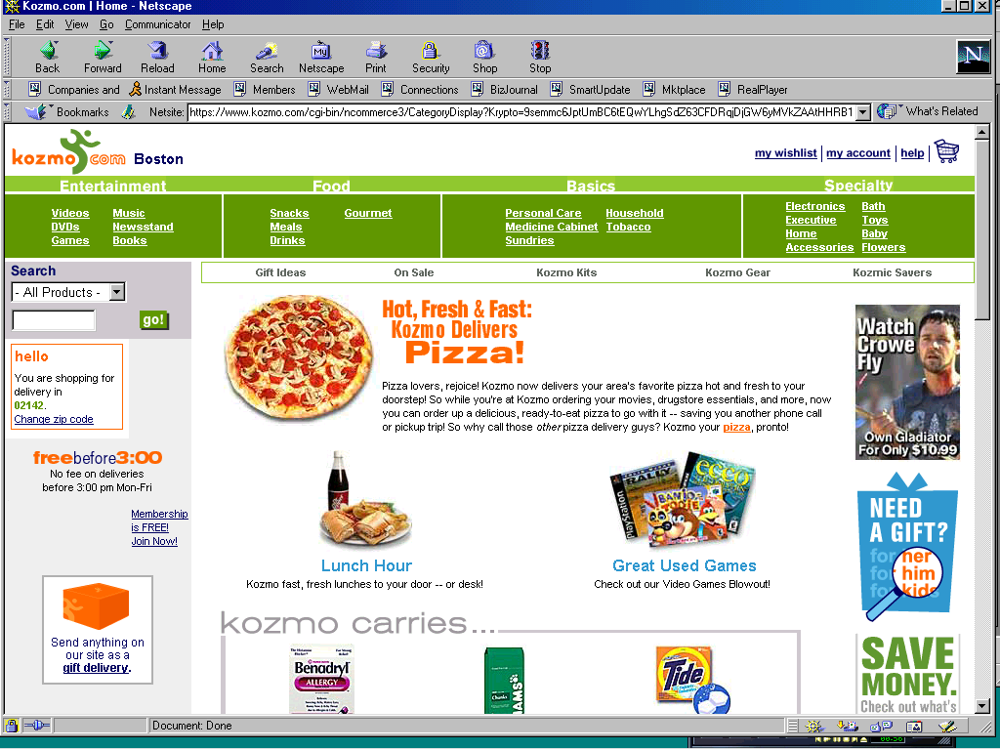 Kozmo.com | Home - Netscape
File Edit View Go Communicator Help
Back Forward Reload Home Search Netscape Print Security Shop Stop
My
N
Companies and Instant Message Members WebMail Connections BizJournal SmartUpdate Mktplace RealPlayer
Bookmarks Netsite: https://www.kozmo.com/cgi-bin/ncommerce3/CategoryDisplay?Krypto=9semmc6JptUmBC6tEQwYLhgSdZ63CFDRqjDjGW6yMVkZAAtHHRB1 What's Related
kozmo.com Boston
my wishlist | my account | help |
Entertainment Food Basics Specialty
Videos Music
DVDs Newsstand
Games Books
Snacks Gourmet
Meals
Drinks
Personal Care Household
Medicine Cabinet Tobacco
Sundries
Electronics Bath
Executive Toys
Home Baby
Accessories Flowers
Search
- All Products -
go!
Gift Ideas On Sale Kozmo Kits Kozmo Gear Kozmic Savers
hello
You are shopping for
delivery in
02142.
Change zip code
freebefore3:00
No fee on deliveries
before 3:00 pm Mon-Fri
Membership
is FREE!
Join Now!
Send anything on
our site as a
gift delivery.
Hot, Fresh & Fast:
Kozmo Delivers
Pizza!
Pizza lovers, rejoice! Kozmo now delivers your area's favorite pizza hot and fresh to your
doorstep! So while you're at Kozmo ordering your movies, drugstore essentials, and more, now
you can order up a delicious, ready-to-eat pizza to go with it -- saving you another phone call
or pickup trip! So why call those other pizza delivery guys? Kozmo your pizza, pronto!
PlayStation
RALLY
ecco
BANJO
TOOIE
Lunch Hour
Kozmo fast, fresh lunches to your door -- or desk!
Great Used Games
Check out our Video Games Blowout!
kozmo carries...
Benadryl
ALLERGY
Tide
Watch
Crowe
Fly
Own Gladiator
For Only $10.99
NEED
A GIFT?
for her
for him
for kids
SAVE
MONEY.
Check out what's
Document: Done